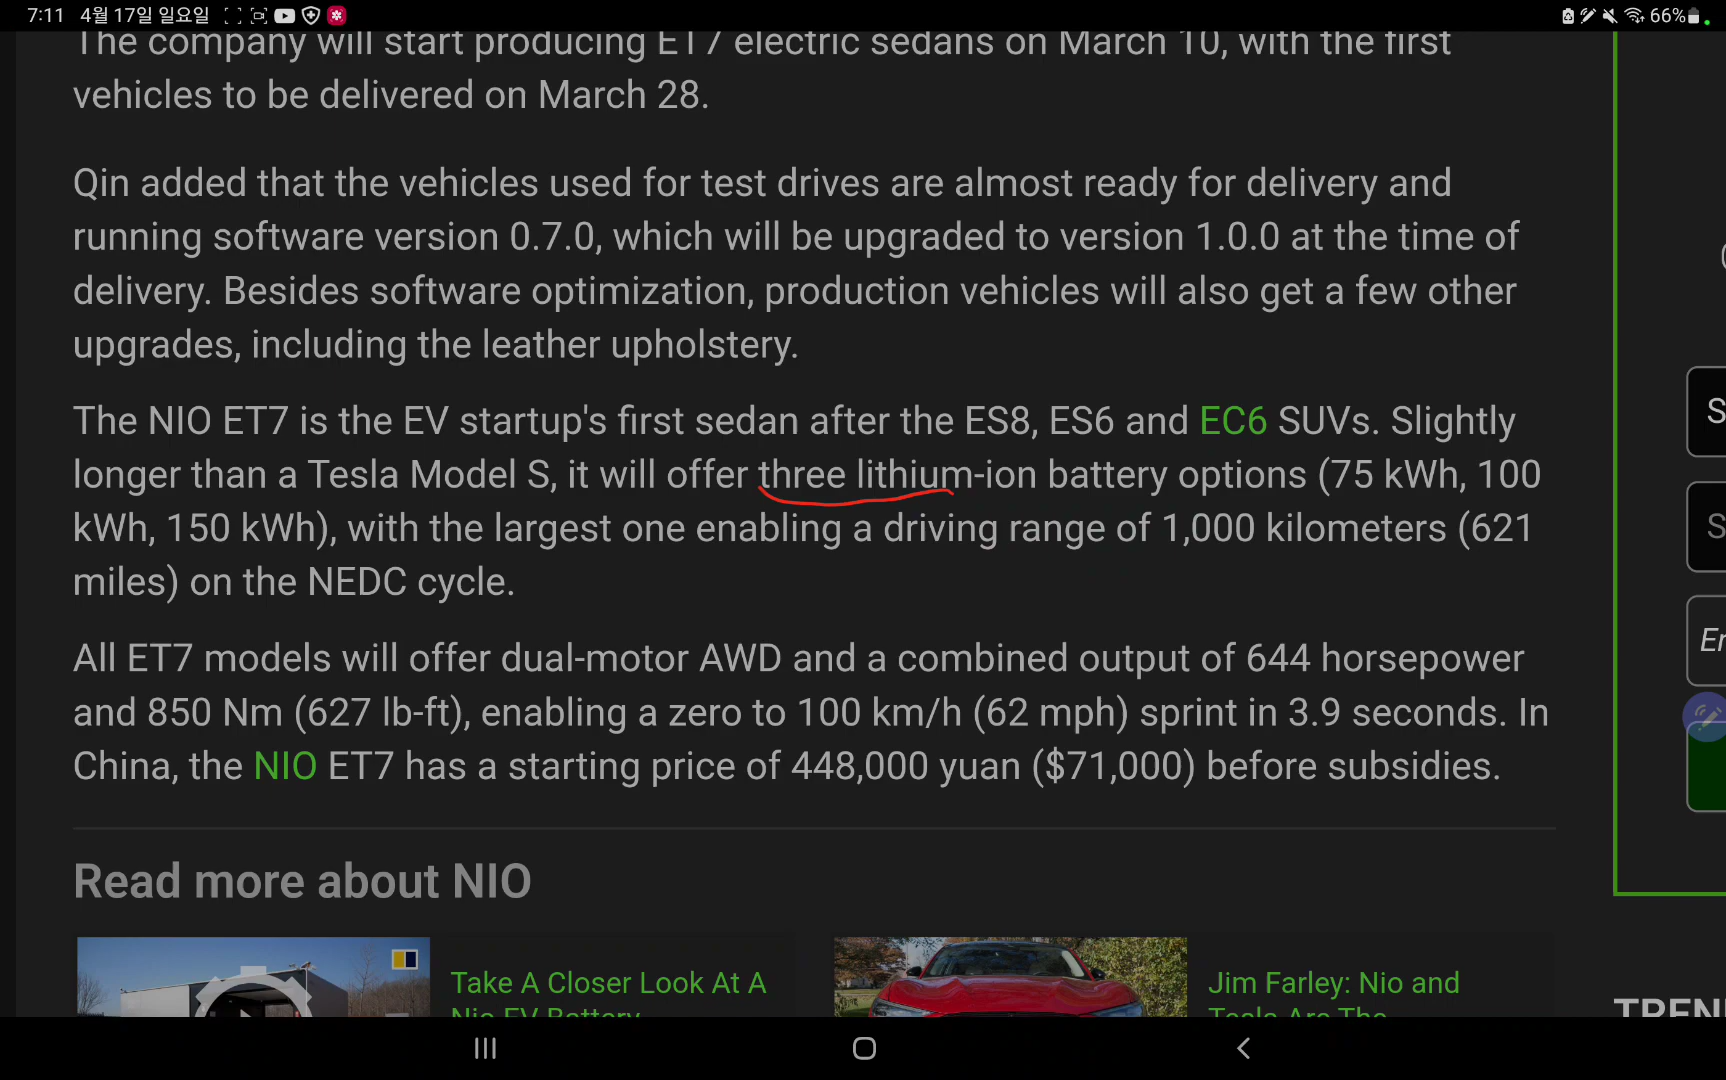 7:11 4월 17일 일요일
66%
The company will start producing ET7 electric sedans on March 10, with the first
vehicles to be delivered on March 28.
Qin added that the vehicles used for test drives are almost ready for delivery and
running software version 0.7.0, which will be upgraded to version 1.0.0 at the time of
delivery. Besides software optimization, production vehicles will also get a few other
upgrades, including the leather upholstery.
The NIO ET7 is the EV startup's first sedan after the ES8, ES6 and EC6 SUVs. Slightly
longer than a Tesla Model S, it will offer three lithium-ion battery options (75 kWh, 100
kWh, 150 kWh), with the largest one enabling a driving range of 1,000 kilometers (621
miles) on the NEDC cycle.
All ET7 models will offer dual-motor AWD and a combined output of 644 horsepower
and 850 Nm (627 lb-ft), enabling a zero to 100 km/h (62 mph) sprint in 3.9 seconds. In
China, the NIO ET7 has a starting price of 448,000 yuan ($71,000) before subsidies.
Read more about NIO
Take A Closer Look At A
Nio EV Battery
Jim Farley: Nio and
Tesla Are The